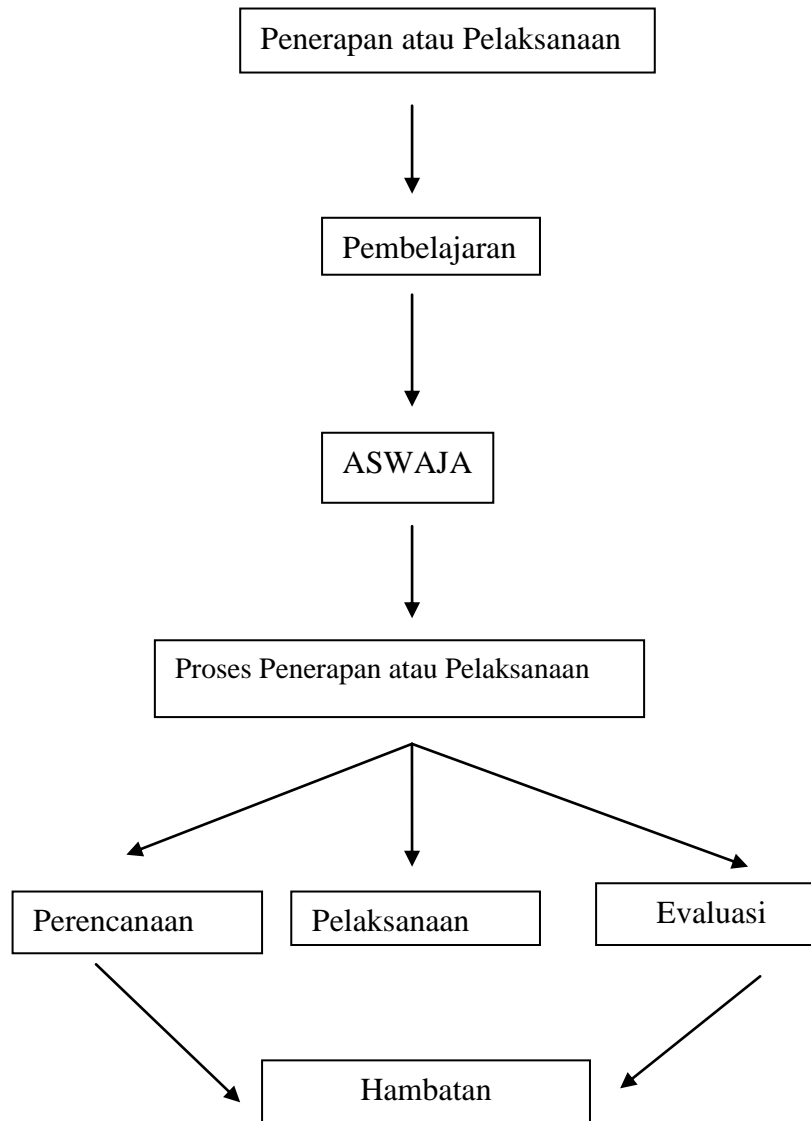 Penerapan atau Pelaksanaan
Pembelajaran
ASWAJA
Proses Penerapan atau Pelaksanaan
Perencanaan
Pelaksanaan
Evaluasi
Hambatan